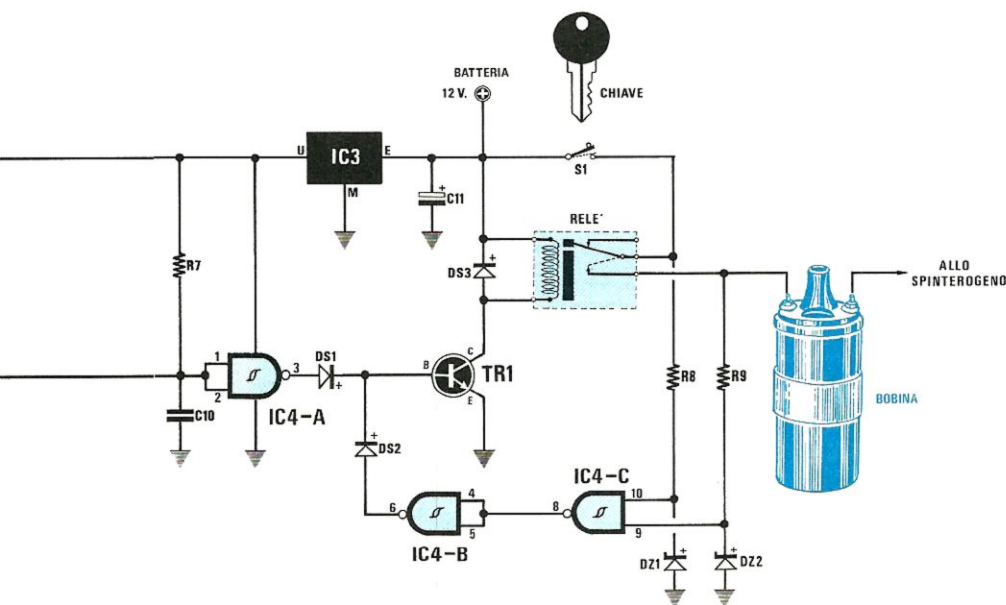 CHIAVE
BATTERIA
12 V.
S1
U
IC3
E
M
+
C11
RELE'
DS3
+
R7
ALLO
SPINTEROGENO
BOBINA
1
2
3
IC4-A
DS1
+
B
C
E
TR1
R8
R9
C10
DS2
+
IC4-C
10
9
8
IC4-B
4
5
6
DZ1
+
DZ2
+